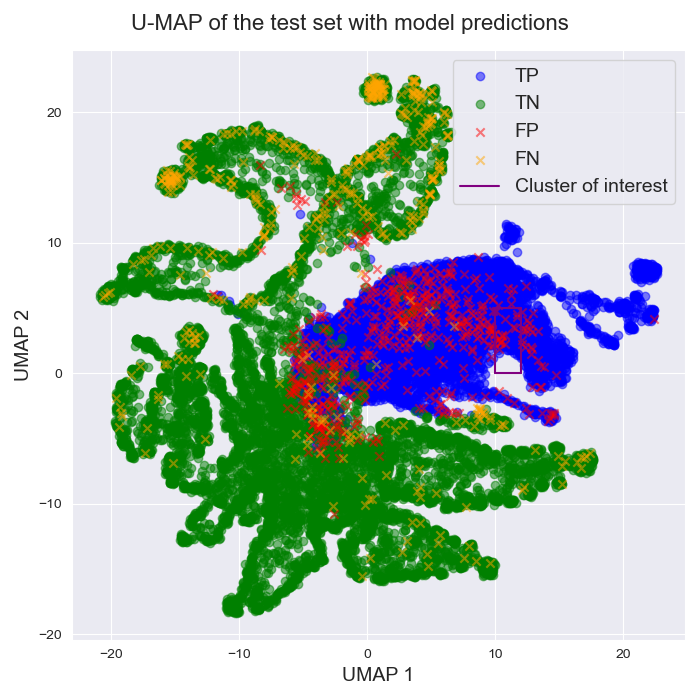 U-MAP of the test set with model predictions
TP
TN
FP
FN
Cluster of interest
20
10
0
−10
−20
UMAP 2
−20
−10
0
10
20
UMAP 1